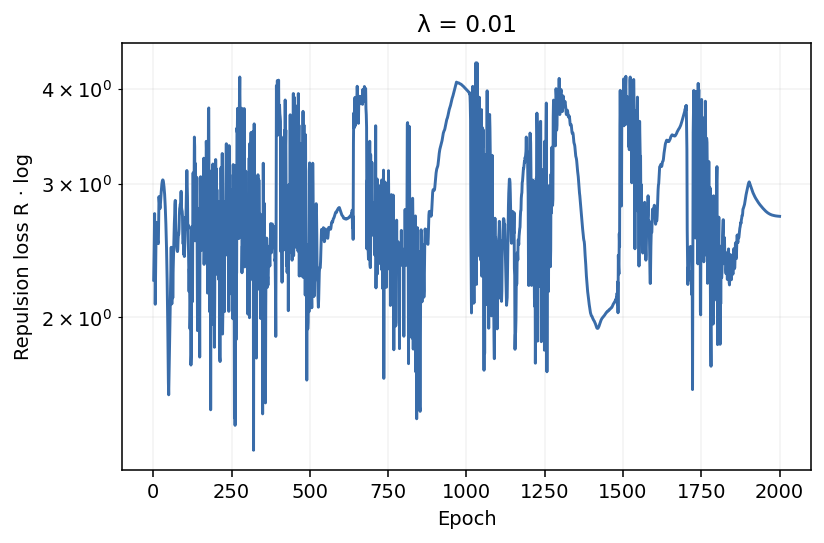 λ = 0.01
Repulsion loss R · log
4 × 10⁰
3 × 10⁰
2 × 10⁰
0 250 500 750 1000 1250 1500 1750 2000
Epoch